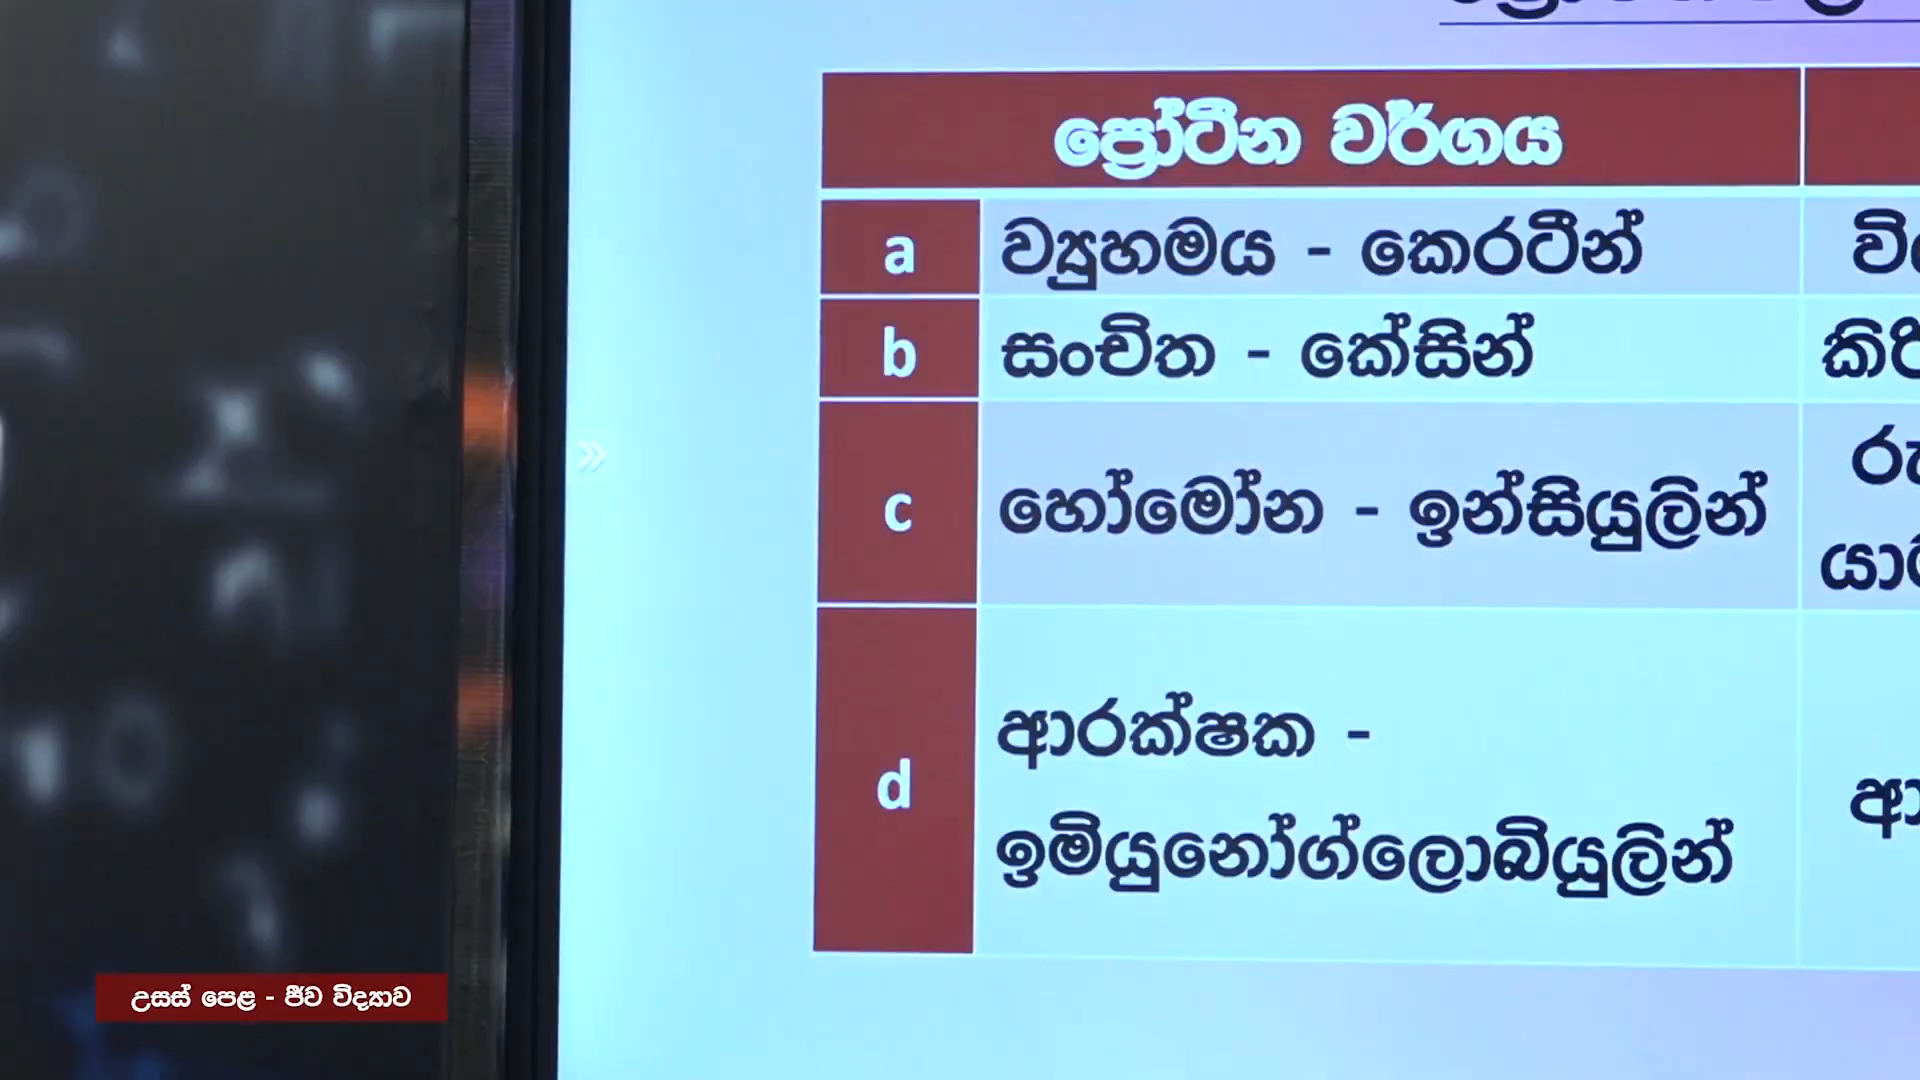 ප්‍රෝටීන වර්ගය
a ව්‍යුහමය - කෙරටීන්
b සංචිත - කේසින්
c හෝමෝන - ඉන්සියුලින්
d ආරක්ෂක -
ඉමියුනෝග්ලොබියුලින්
උසස් පෙළ - ජීව විද්‍යාව